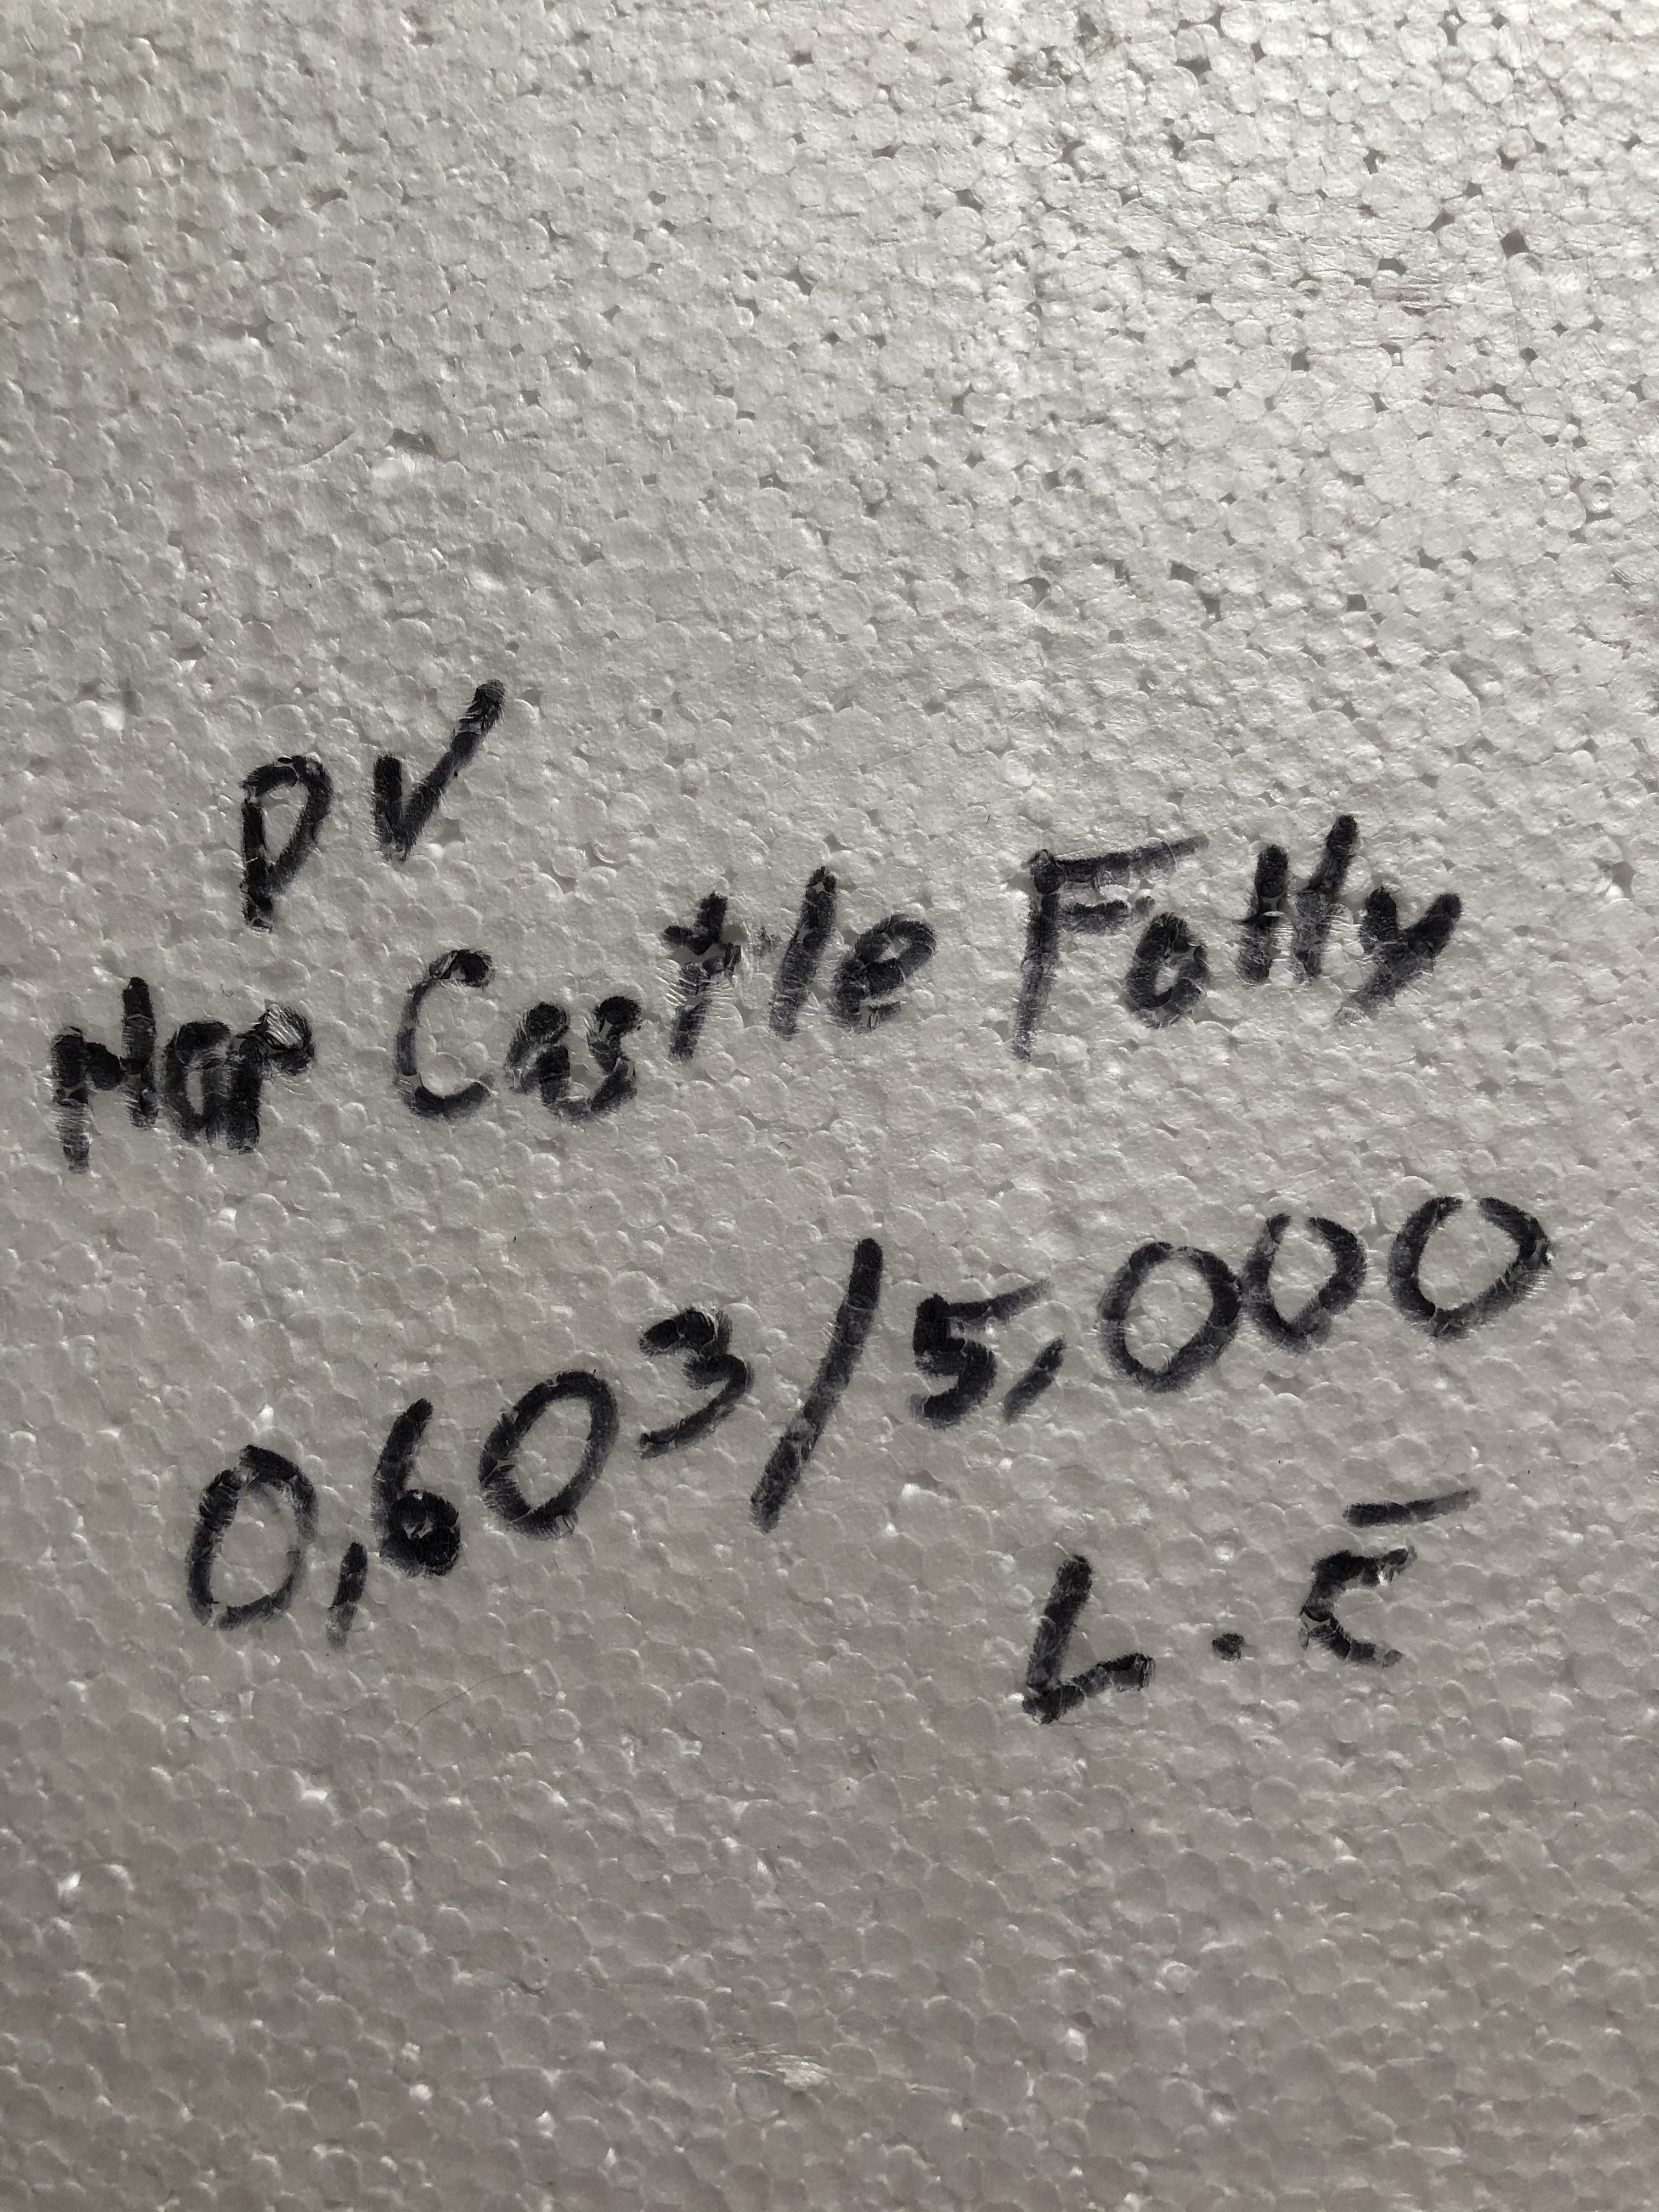 DV
Mar Castle Folly
0,603/5,000
L.E